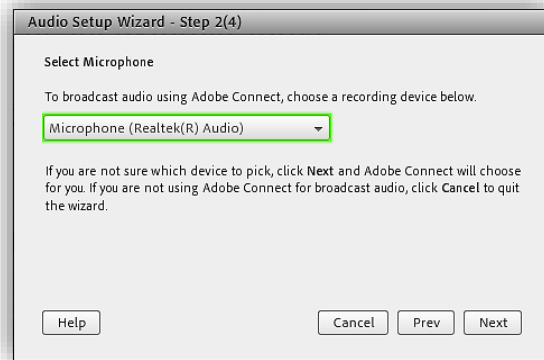 Audio Setup Wizard - Step 2(4)
Select Microphone
To broadcast audio using Adobe Connect, choose a recording device below.
Microphone (Realtek(R) Audio)
If you are not sure which device to pick, click Next and Adobe Connect will choose
for you. If you are not using Adobe Connect for broadcast audio, click Cancel to quit
the wizard.
Help Cancel Prev Next